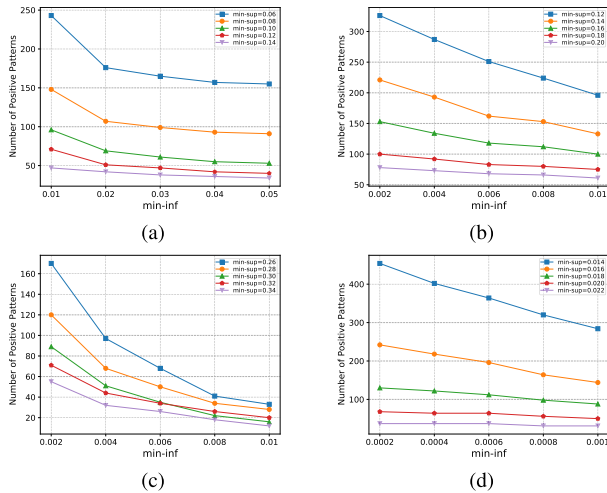 Number of Positive Patterns
250
200
150
100
50
0.01 0.02 0.03 0.04 0.05
min-inf
min-sup=0.06
min-sup=0.08
min-sup=0.10
min-sup=0.12
min-sup=0.14
(a)
Number of Positive Patterns
300
250
200
150
100
50
0.002 0.004 0.006 0.008 0.01
min-inf
min-sup=0.12
min-sup=0.14
min-sup=0.16
min-sup=0.18
min-sup=0.20
(b)
Number of Positive Patterns
160
140
120
100
80
60
40
20
0.002 0.004 0.006 0.008 0.01
min-inf
min-sup=0.26
min-sup=0.28
min-sup=0.30
min-sup=0.32
min-sup=0.34
(c)
Number of Positive Patterns
400
300
200
100
0.0002 0.0004 0.0006 0.0008 0.001
min-inf
min-sup=0.014
min-sup=0.016
min-sup=0.018
min-sup=0.020
min-sup=0.022
(d)